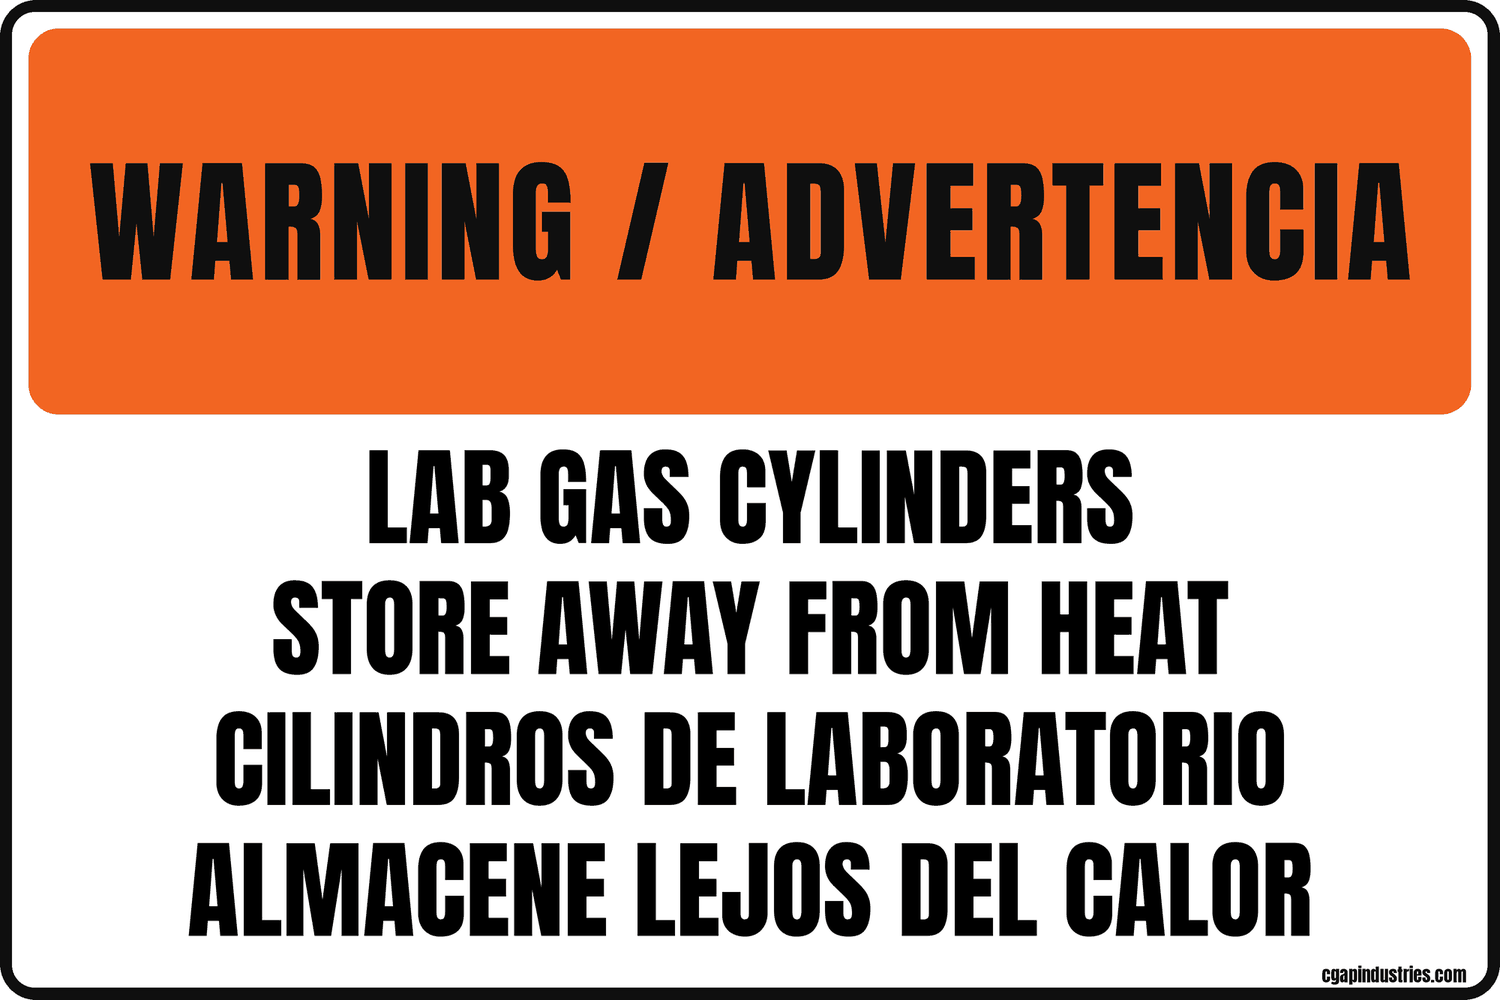 WARNING / ADVERTENCIA
LAB GAS CYLINDERS
STORE AWAY FROM HEAT
CILINDROS DE LABORATORIO
ALMACENE LEJOS DEL CALOR
cgapindustries.com